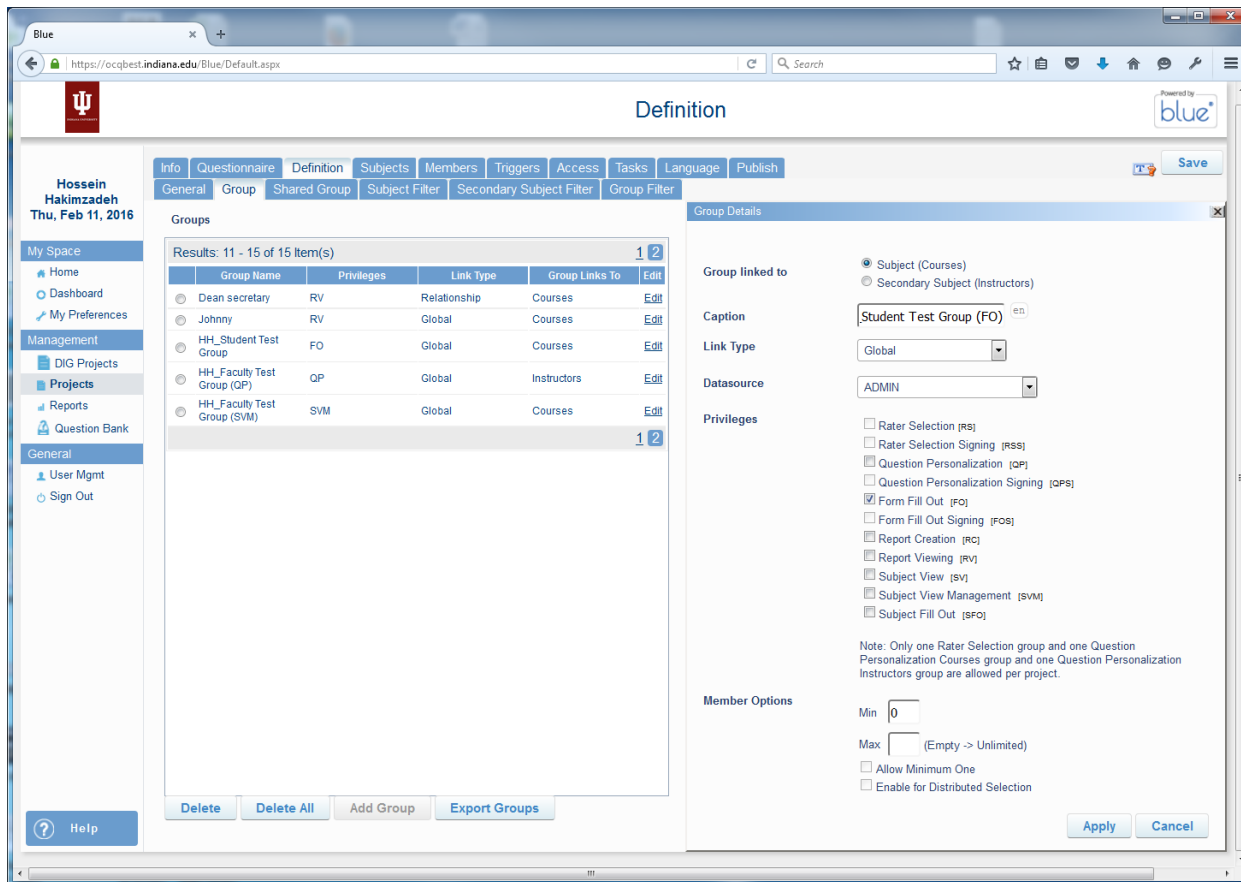 Blue
https://ocqbest.indiana.edu/Blue/Default.aspx
Search
Definition
Powered by
blue
Info Questionnaire Definition Subjects Members Triggers Access Tasks Language Publish
Save
General Group Shared Group Subject Filter Secondary Subject Filter Group Filter
Hossein
Hakimzadeh
Thu, Feb 11, 2016
My Space
Home
Dashboard
My Preferences
Management
DIG Projects
Projects
Reports
Question Bank
General
User Mgmt
Sign Out
Help
Groups
Results: 11 - 15 of 15 Item(s) 1 2
Group Name Privileges Link Type Group Links To Edit
Dean secretary RV Relationship Courses Edit
Johnny RV Global Courses Edit
HH_Student Test
Group FO Global Courses Edit
HH_Faculty Test
Group (QP) QP Global Instructors Edit
HH_Faculty Test
Group (SVM) SVM Global Courses Edit
1 2
Delete Delete All Add Group Export Groups
Group Details
Group linked to
Subject (Courses)
Secondary Subject (Instructors)
Caption Student Test Group (FO) en
Link Type Global
Datasource ADMIN
Privileges
Rater Selection [RS]
Rater Selection Signing [RSS]
Question Personalization [QP]
Question Personalization Signing [QPS]
Form Fill Out [FO]
Form Fill Out Signing [FOS]
Report Creation [RC]
Report Viewing [RV]
Subject View [SV]
Subject View Management [SVM]
Subject Fill Out [SFO]
Note: Only one Rater Selection group and one Question
Personalization Courses group and one Question Personalization
Instructors group are allowed per project.
Member Options
Min 0
Max (Empty -> Unlimited)
Allow Minimum One
Enable for Distributed Selection
Apply Cancel